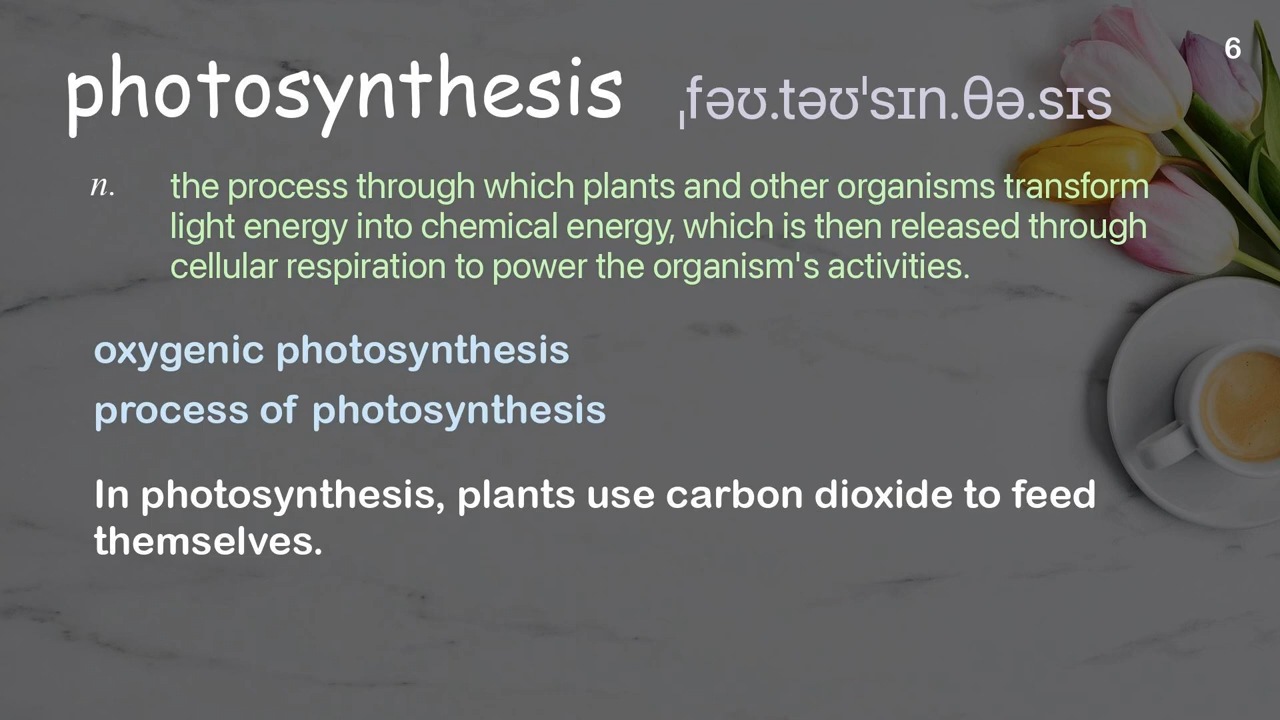 6
photosynthesis ˌfəʊ.təʊˈsɪn.θə.sɪs
n. the process through which plants and other organisms transform
light energy into chemical energy, which is then released through
cellular respiration to power the organism's activities.
oxygenic photosynthesis
process of photosynthesis
In photosynthesis, plants use carbon dioxide to feed
themselves.